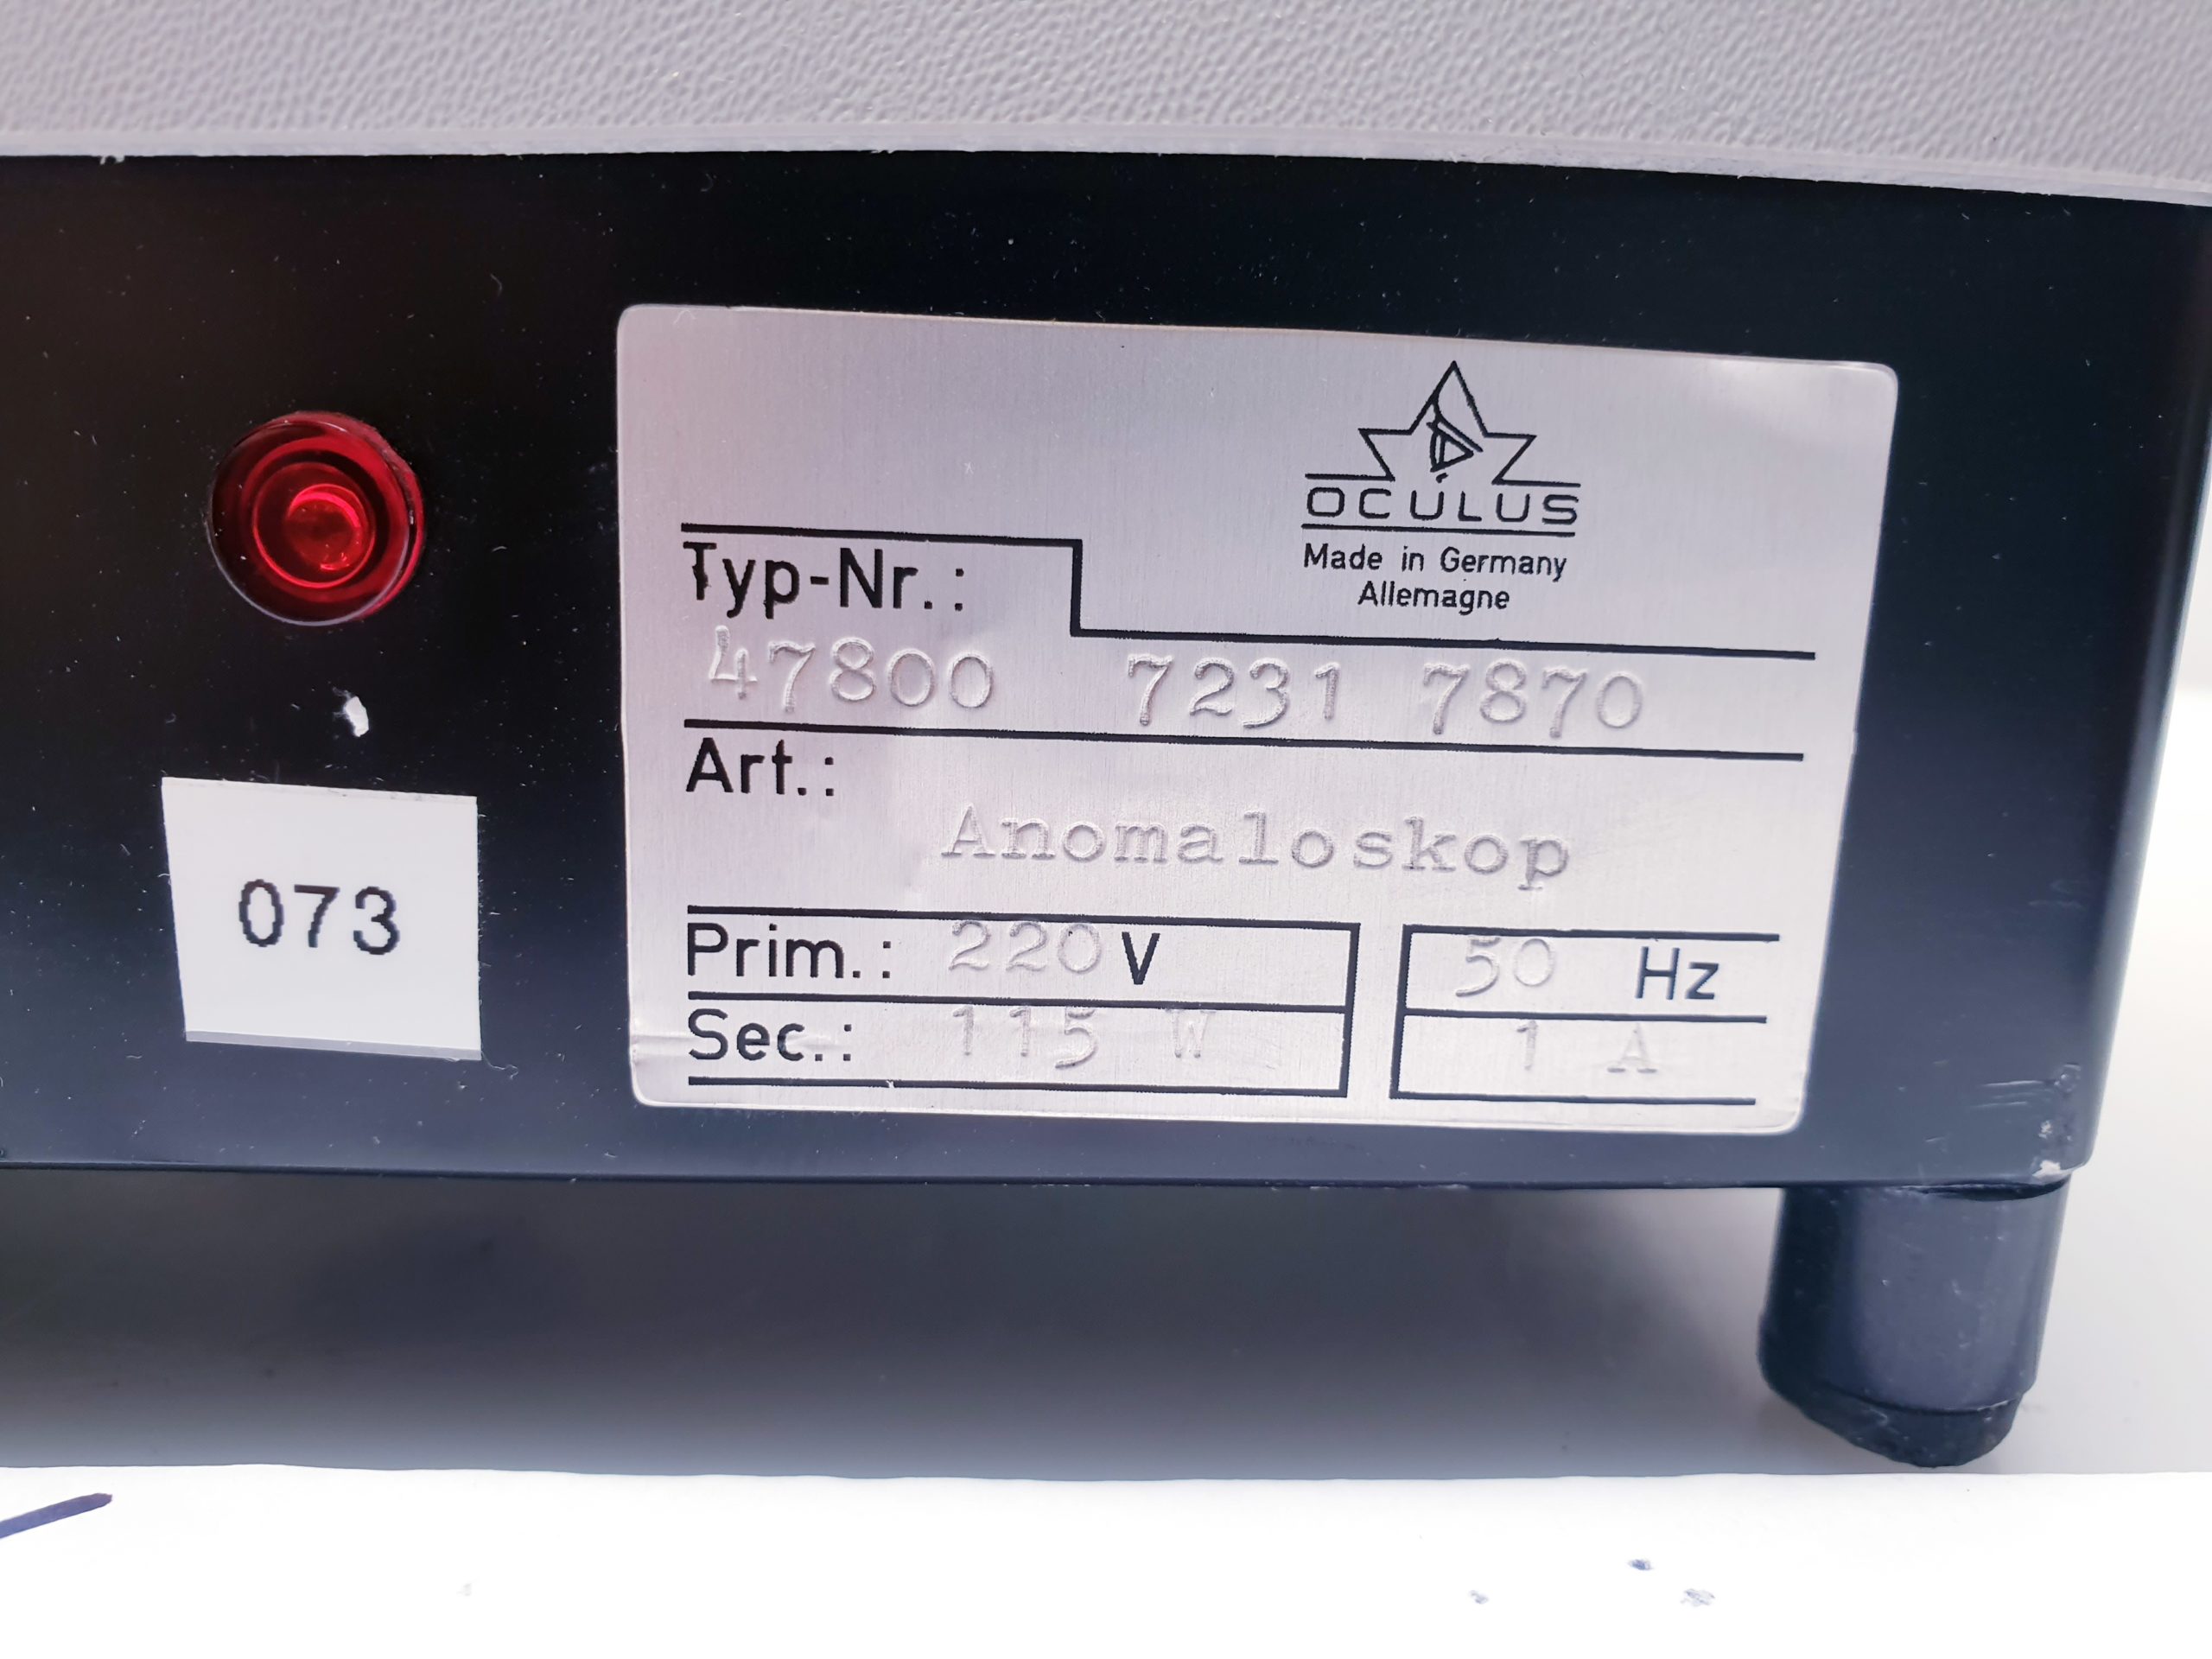 OCULUS
Made in Germany
Allemagne
Typ-Nr.:
47800 7231 7870
Art.:
Anomaloskop
Prim.: 220 V 50 Hz
Sec.: 115 W 1 A
073